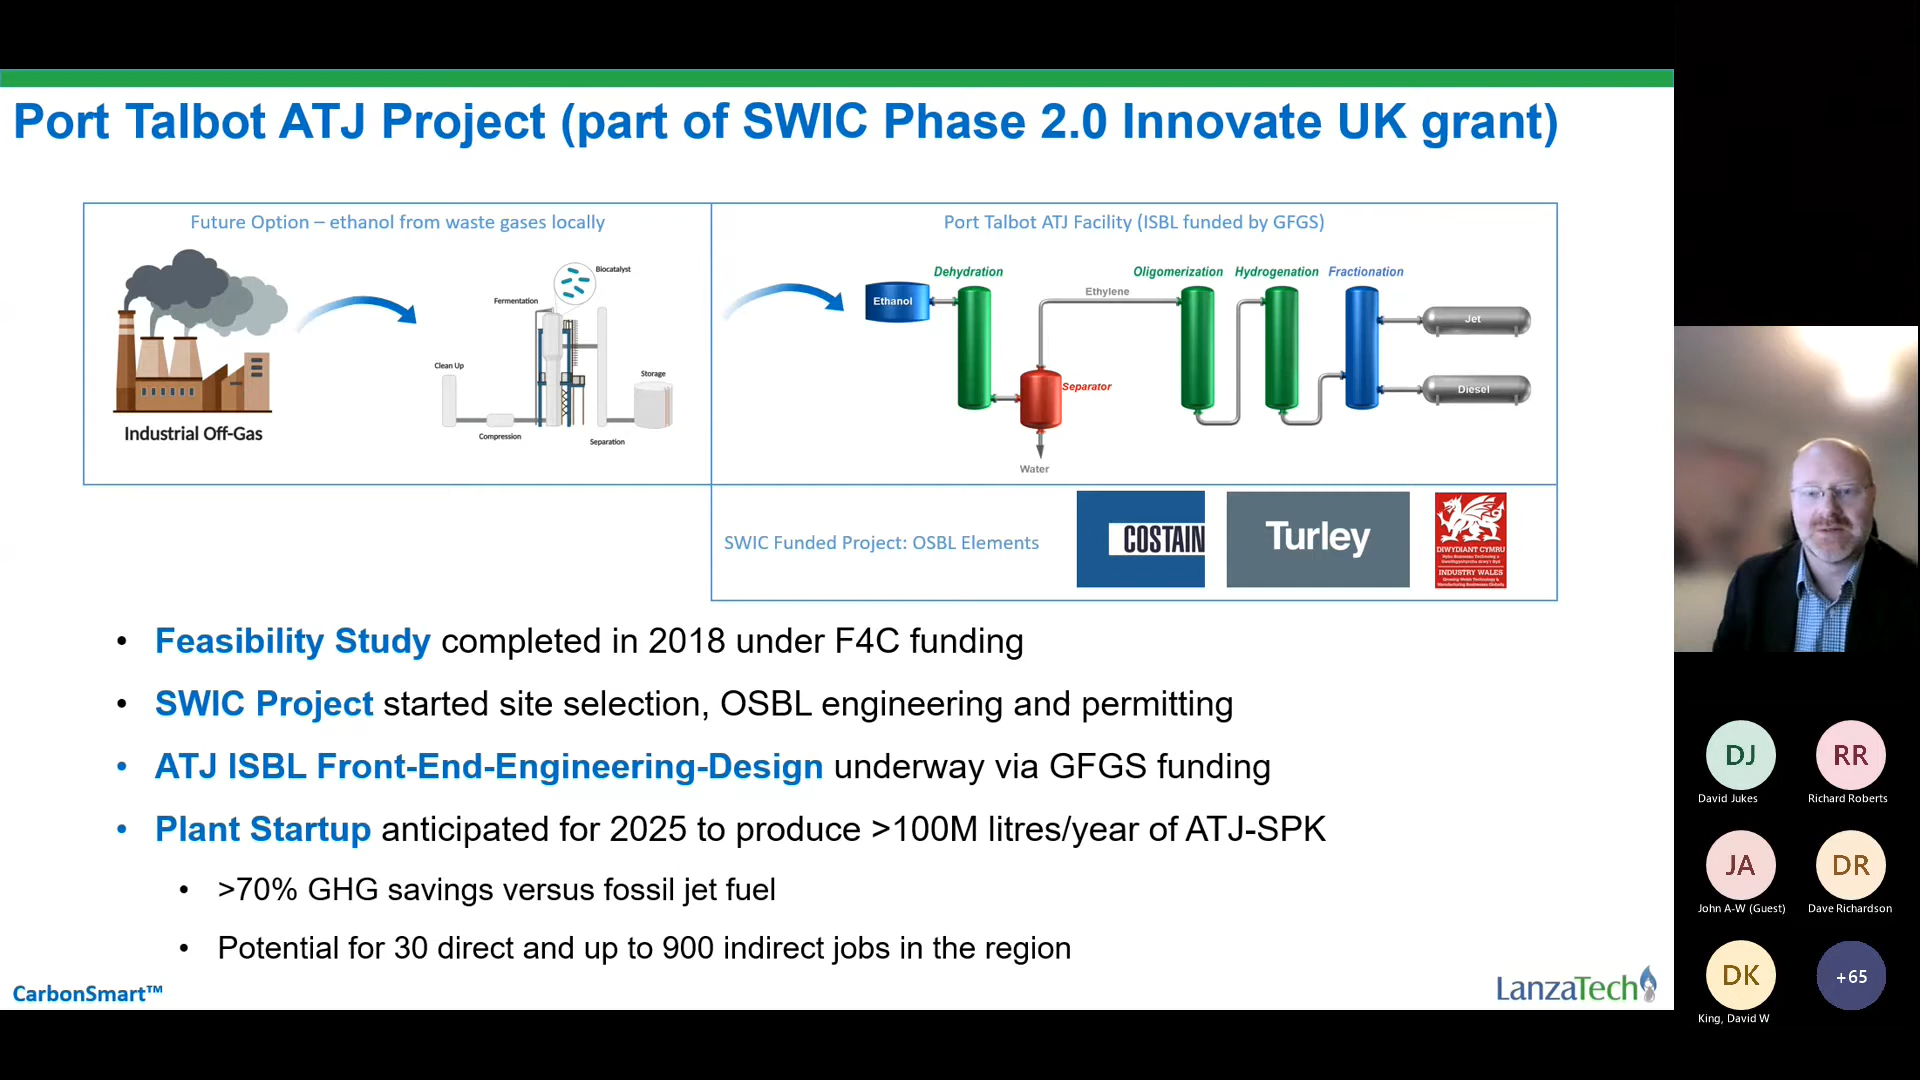 Port Talbot ATJ Project (part of SWIC Phase 2.0 Innovate UK grant)
Future Option – ethanol from waste gases locally
Industrial Off-Gas
Clean Up
Compression
Fermentation
Biocatalyst
Separation
Storage
Port Talbot ATJ Facility (ISBL funded by GFGS)
Ethanol
Dehydration
Separator
Water
Ethylene
Oligomerization
Hydrogenation
Fractionation
Jet
Diesel
SWIC Funded Project: OSBL Elements
COSTAIN
Turley
DIWYDIANT CYMRU
INDUSTRY WALES
• Feasibility Study completed in 2018 under F4C funding
• SWIC Project started site selection, OSBL engineering and permitting
• ATJ ISBL Front-End-Engineering-Design underway via GFGS funding
• Plant Startup anticipated for 2025 to produce >100M litres/year of ATJ-SPK
• >70% GHG savings versus fossil jet fuel
• Potential for 30 direct and up to 900 indirect jobs in the region
CarbonSmart™
LanzaTech
DJ
David Jukes
RR
Richard Roberts
JA
John A-W (Guest)
DR
Dave Richardson
DK
King, David W
+65